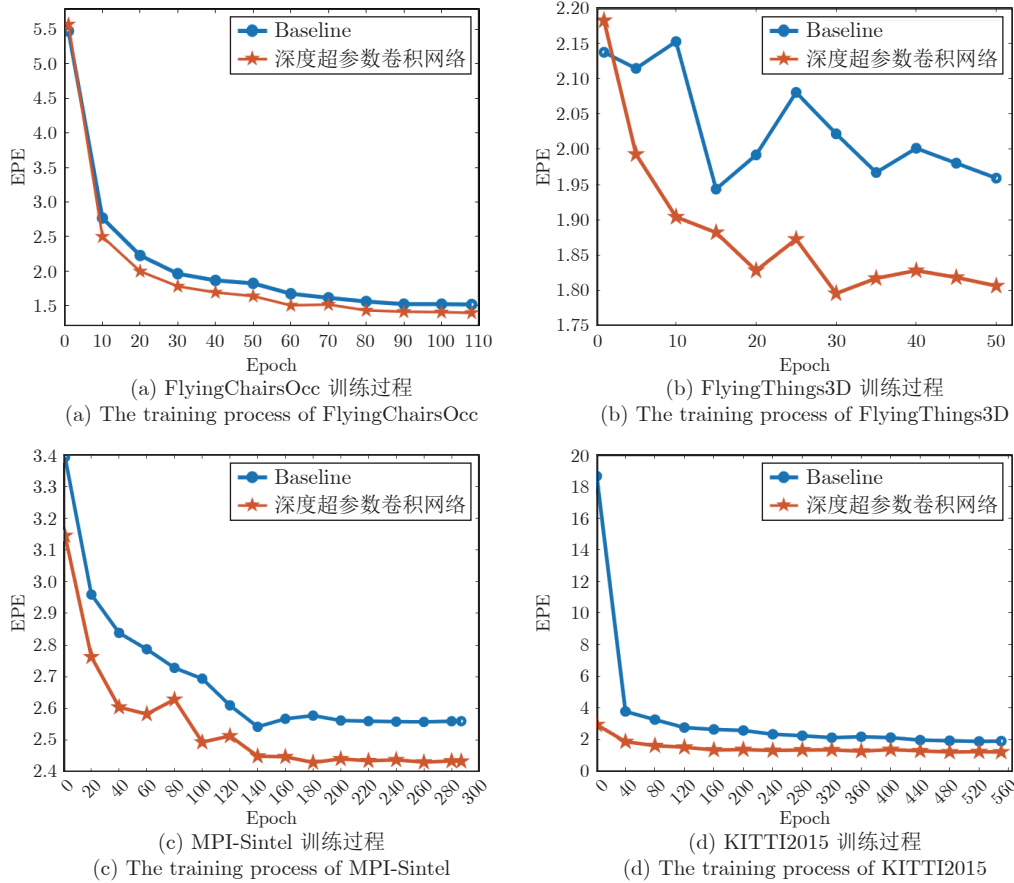 5.5
5.0
4.5
4.0
3.5
3.0
2.5
2.0
1.5
EPE
Baseline
深度超参数卷积网络
0 10 20 30 40 50 60 70 80 90 100 110
Epoch
(a) FlyingChairsOcc 训练过程
(a) The training process of FlyingChairsOcc
2.20
2.15
2.10
2.05
2.00
1.95
1.90
1.85
1.80
1.75
EPE
Baseline
深度超参数卷积网络
0 10 20 30 40 50
Epoch
(b) FlyingThings3D 训练过程
(b) The training process of FlyingThings3D
3.4
3.3
3.2
3.1
3.0
2.9
2.8
2.7
2.6
2.5
2.4
EPE
Baseline
深度超参数卷积网络
0 20 40 60 80 100 120 140 160 180 200 220 240 260 280 300
Epoch
(c) MPI-Sintel 训练过程
(c) The training process of MPI-Sintel
20
18
16
14
12
10
8
6
4
2
0
EPE
Baseline
深度超参数卷积网络
0 40 80 120 160 200 240 280 320 360 400 440 480 520 560
Epoch
(d) KITTI2015 训练过程
(d) The training process of KITTI2015